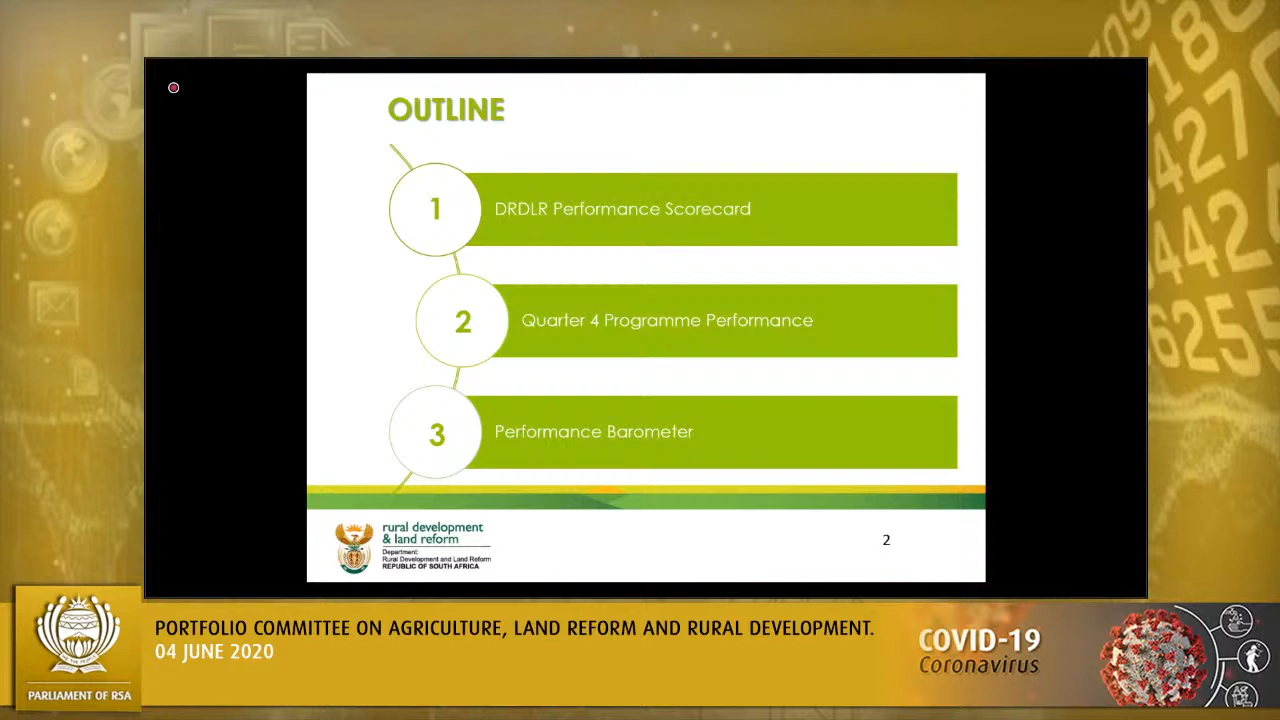 OUTLINE
1
DRDLR Performance Scorecard
2
Quarter 4 Programme Performance
3
Performance Barometer
rural development
& land reform
Department:
Rural Development and Land Reform
REPUBLIC OF SOUTH AFRICA
2
PORTFOLIO COMMITTEE ON AGRICULTURE, LAND REFORM AND RURAL DEVELOPMENT.
04 JUNE 2020
COVID-19
Coronavirus
PARLIAMENT OF RSA